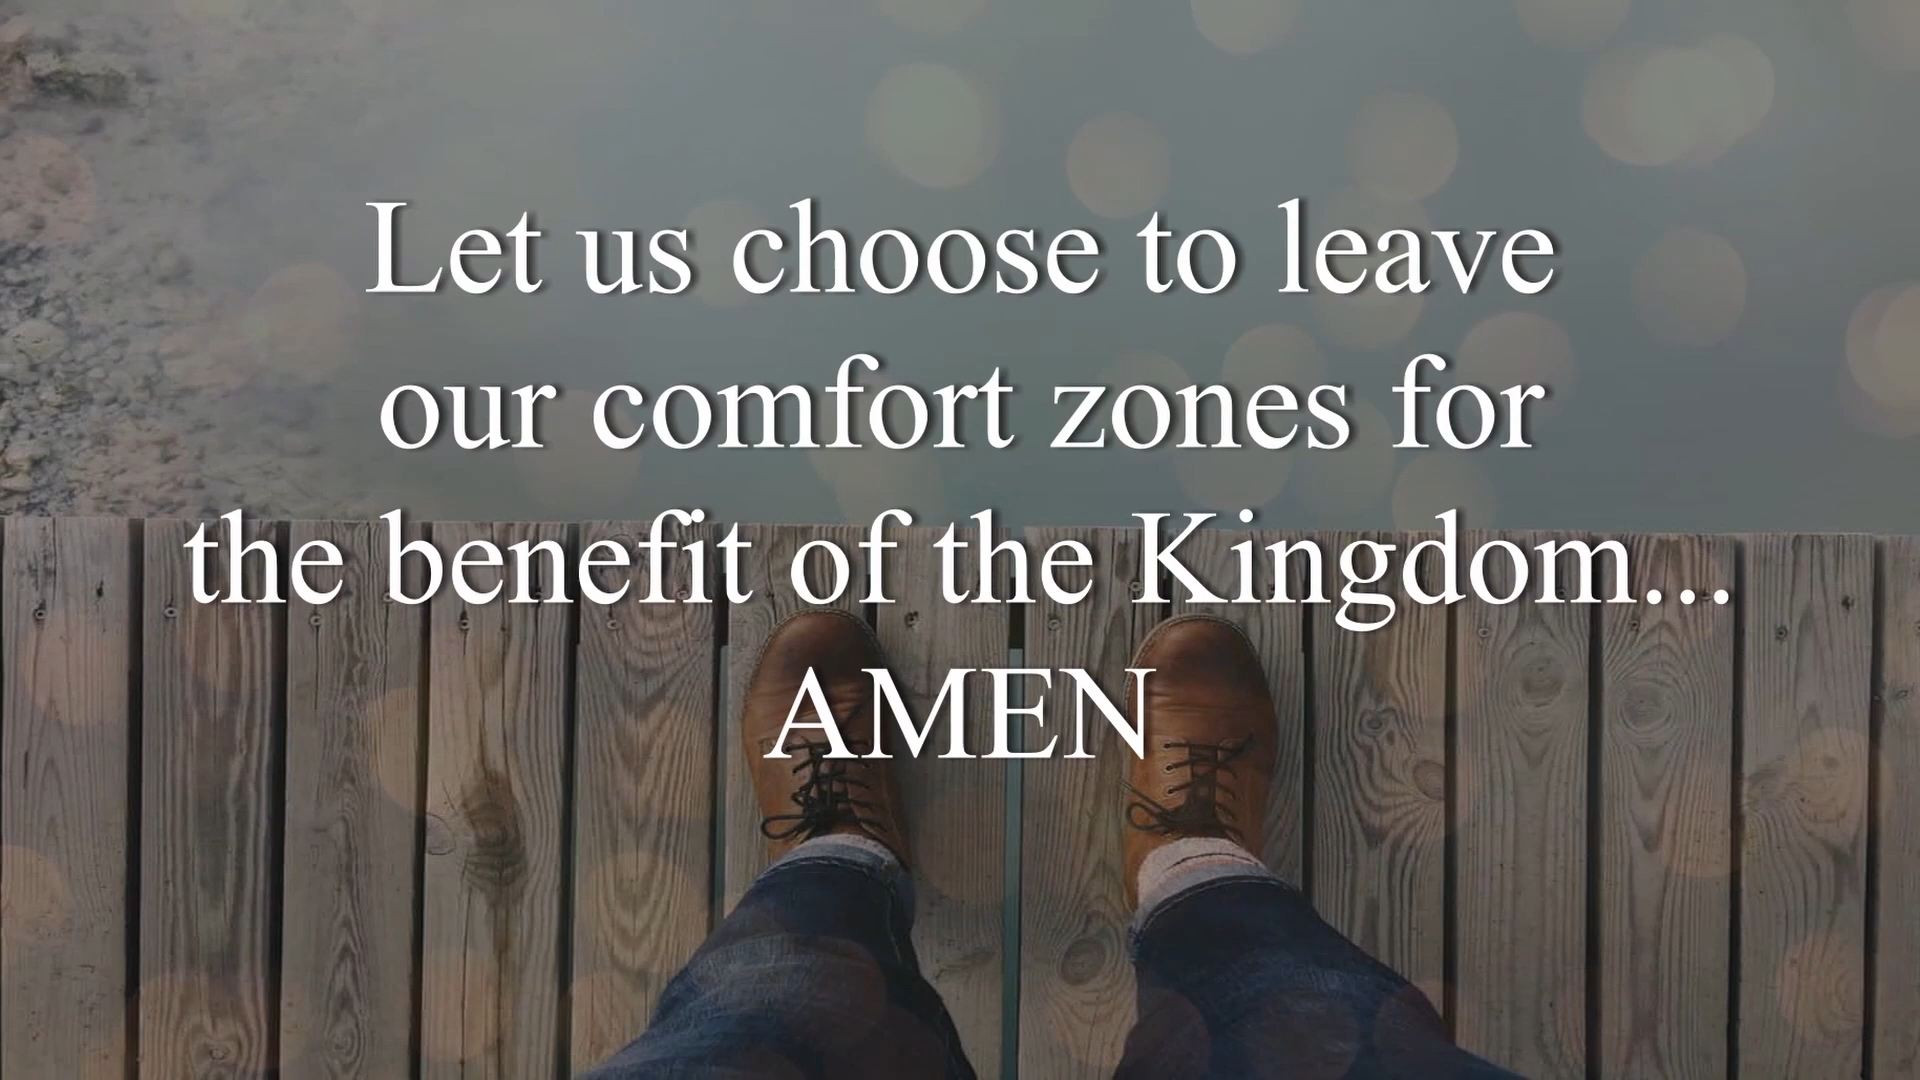 Let us choose to leave
our comfort zones for
the benefit of the Kingdom...
AMEN